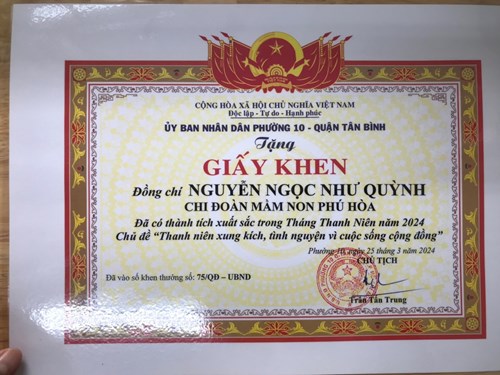 CỘNG HÒA XÃ HỘI CHỦ NGHĨA VIỆT NAM
Độc lập - Tự do - Hạnh phúc
ỦY BAN NHÂN DÂN PHƯỜNG 10 - QUẬN TÂN BÌNH
Tặng
GIẤY KHEN
Đồng chí NGUYỄN NGỌC NHƯ QUỲNH
CHI ĐOÀN MÀM NON PHÚ HÒA
Đã có thành tích xuất sắc trong Tháng Thanh Niên năm 2024
Chủ đề "Thanh niên xung kích, tình nguyện vì cuộc sống cộng đồng"
Phường 10, ngày 25 tháng 3 năm 2024
CHỦ TỊCH
Đã vào sổ khen thưởng số: 75/QĐ – UBND
Trần Tấn Trung